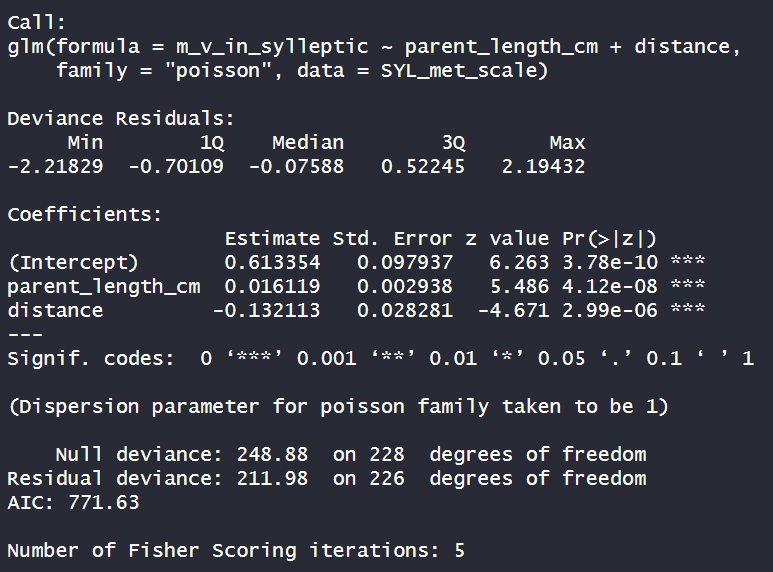 Call:
glm(formula = m_v_in_sylleptic ~ parent_length_cm + distance,
    family = "poisson", data = SYL_met_scale)

Deviance Residuals:
     Min       1Q   Median       3Q      Max
-2.21829 -0.70109 -0.07588  0.52245  2.19432

Coefficients:
                  Estimate Std. Error z value Pr(>|z|)
(Intercept)       0.613354   0.097937   6.263 3.78e-10 ***
parent_length_cm  0.016119   0.002938   5.486 4.12e-08 ***
distance         -0.132113   0.028281  -4.671 2.99e-06 ***
---
Signif. codes:  0 ‘***’ 0.001 ‘**’ 0.01 ‘*’ 0.05 ‘.’ 0.1 ‘ ’ 1

(Dispersion parameter for poisson family taken to be 1)

    Null deviance: 248.88  on 228  degrees of freedom
Residual deviance: 211.98  on 226  degrees of freedom
AIC: 771.63

Number of Fisher Scoring iterations: 5